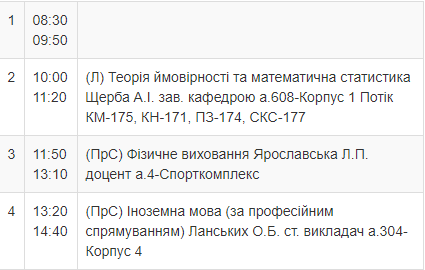 1
08:30
09:50
2
10:00
11:20
(Л) Теорія ймовірності та математична статистика
Щерба А.І. зав. кафедрою а.608-Корпус 1 Потік
КМ-175, КН-171, ПЗ-174, СКС-177
3
11:50
13:10
(ПрС) Фізичне виховання Ярославська Л.П.
доцент а.4-Спорткомплекс
4
13:20
14:40
(ПрС) Іноземна мова (за професійним
спрямуванням) Ланських О.Б. ст. викладач а.304-
Корпус 4